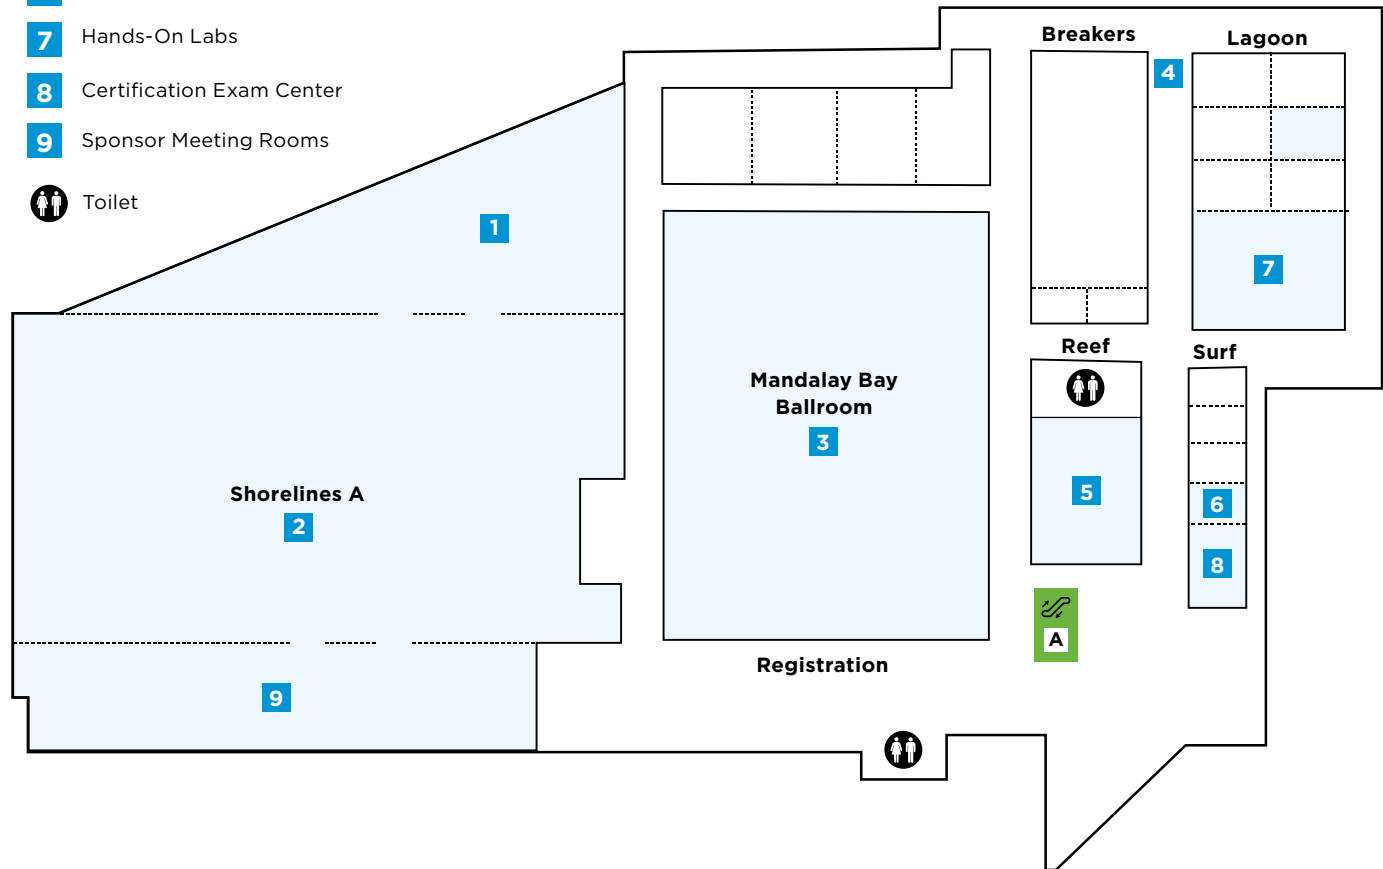 7 Hands-On Labs
8 Certification Exam Center
9 Sponsor Meeting Rooms
Toilet
Breakers
Lagoon
4
1
7
Reef
Surf
Mandalay Bay
Ballroom
3
Shorelines A
2
5
6
8
A
Registration
9